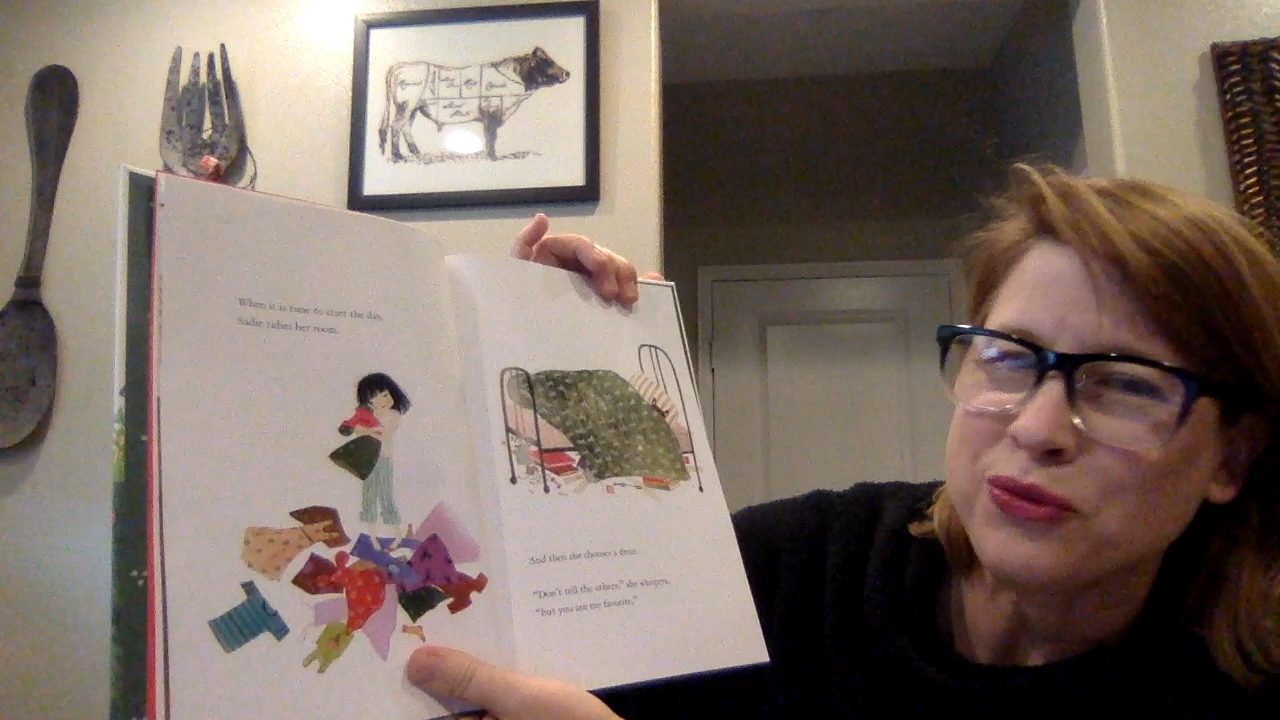 When it is time to start the day,
Sadie tidies her room.
And then she chooses a dress.
"Don't tell the others," she whispers,
"but you are my favorite."